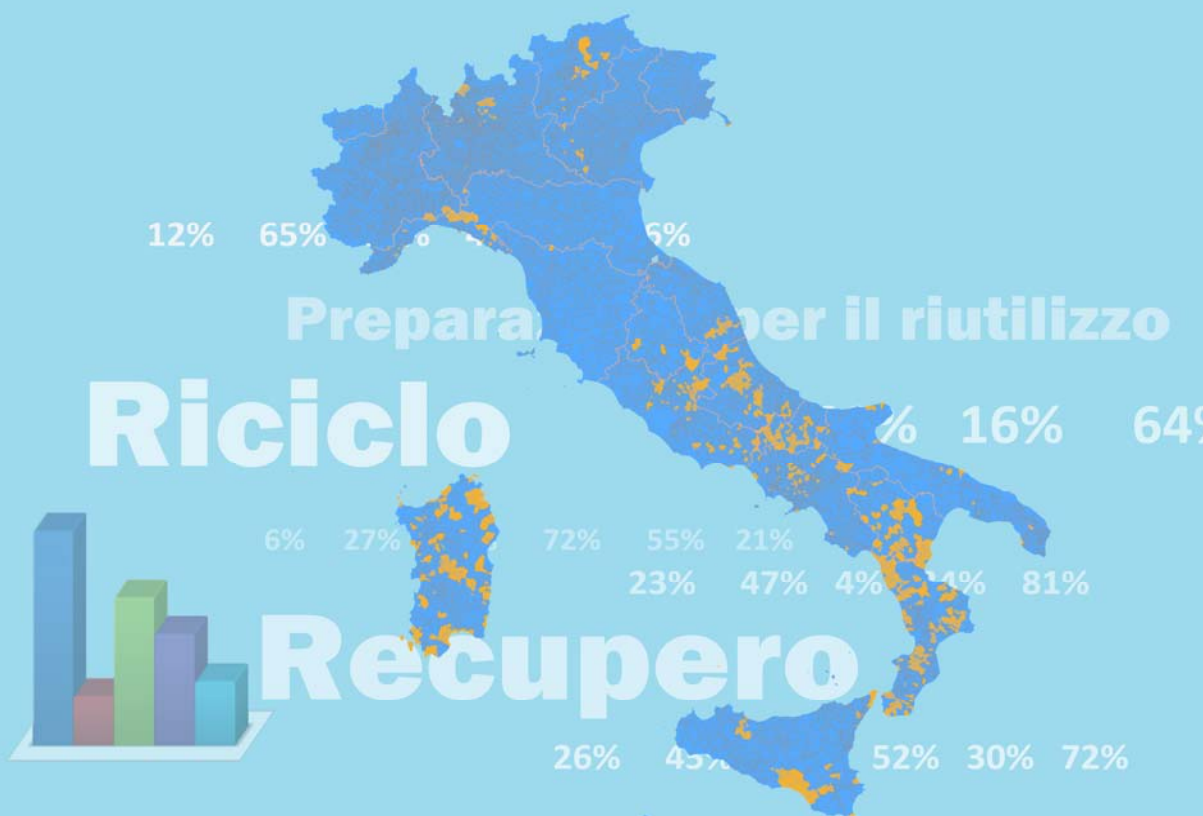 12% 65% 6%
per il riutilizzo
Riciclo
16% 64%
6% 27% 72% 55% 21%
23% 47% 4% 81%
Recupero
26% 52% 30% 72%